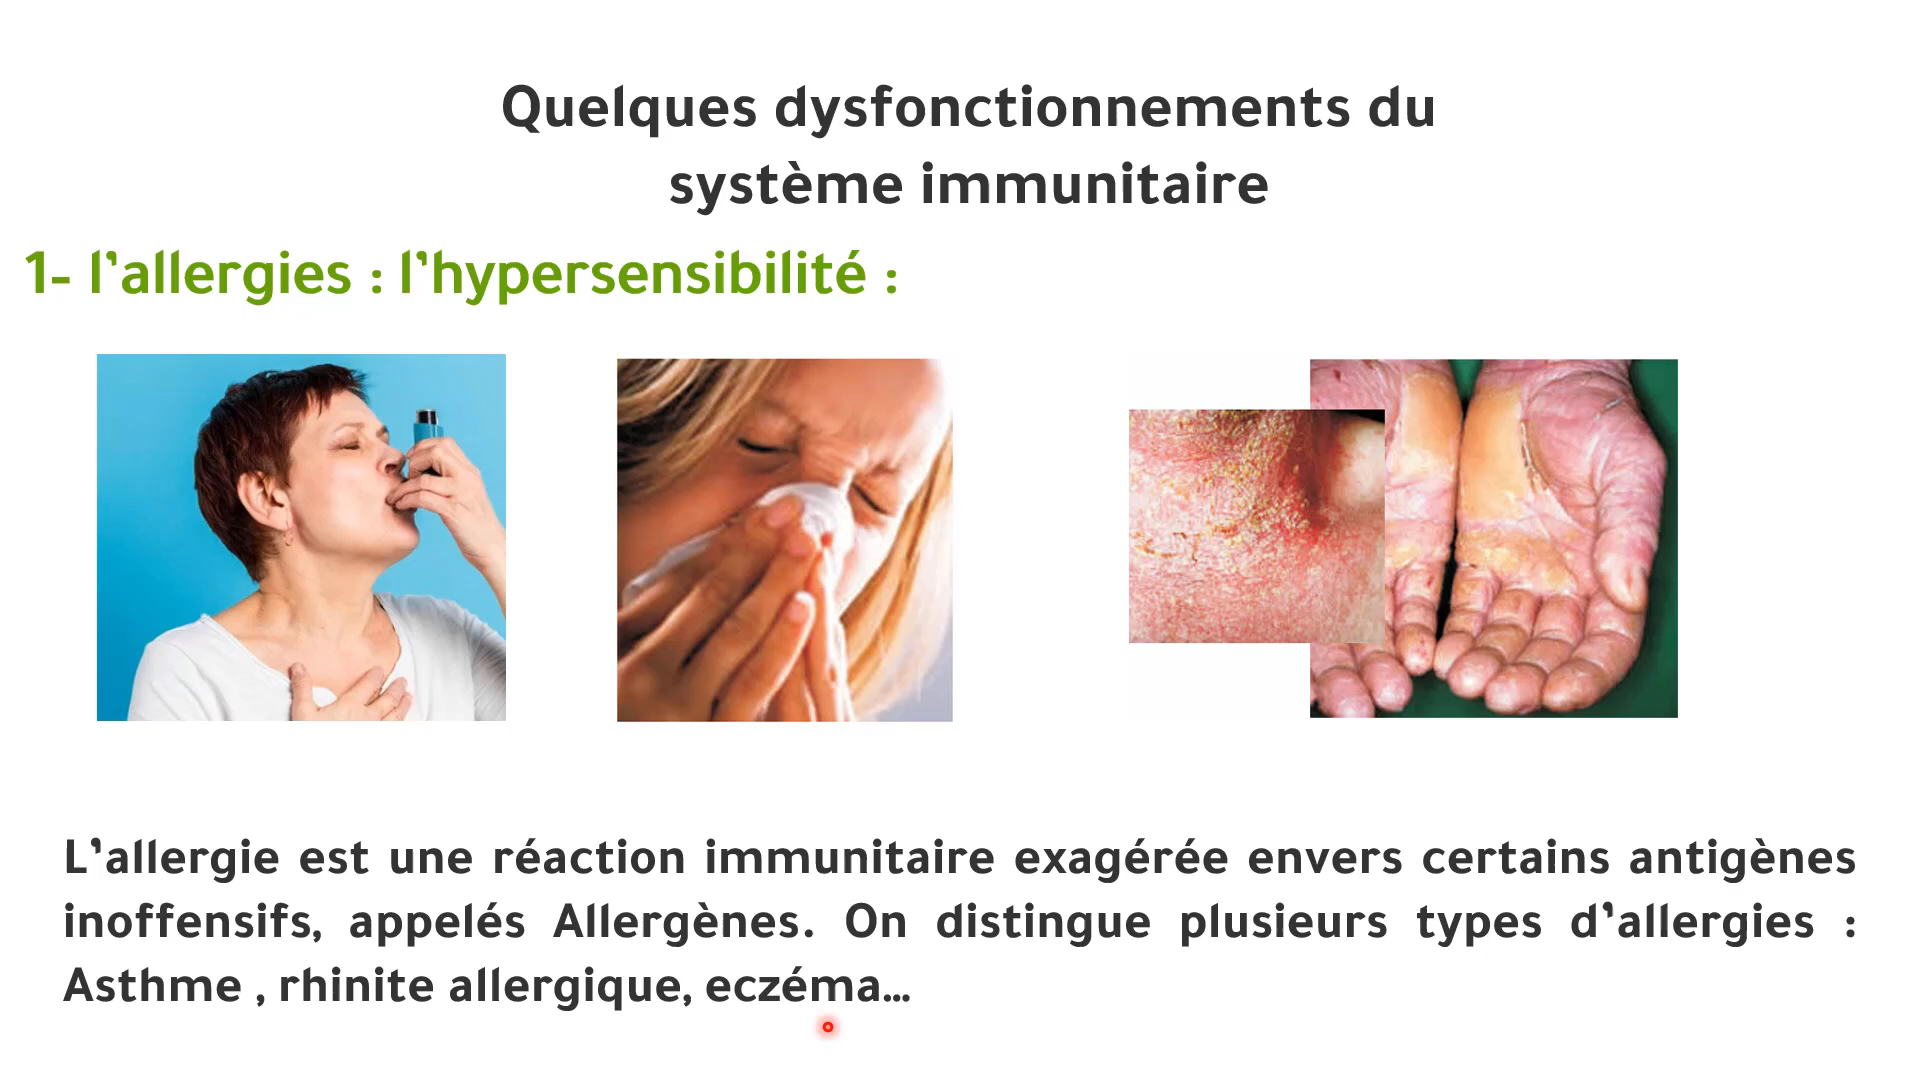 Quelques dysfonctionnements du
système immunitaire
1- l’allergies : l’hypersensibilité :
L’allergie est une réaction immunitaire exagérée envers certains antigènes
inoffensifs, appelés Allergènes. On distingue plusieurs types d’allergies :
Asthme , rhinite allergique, eczéma…